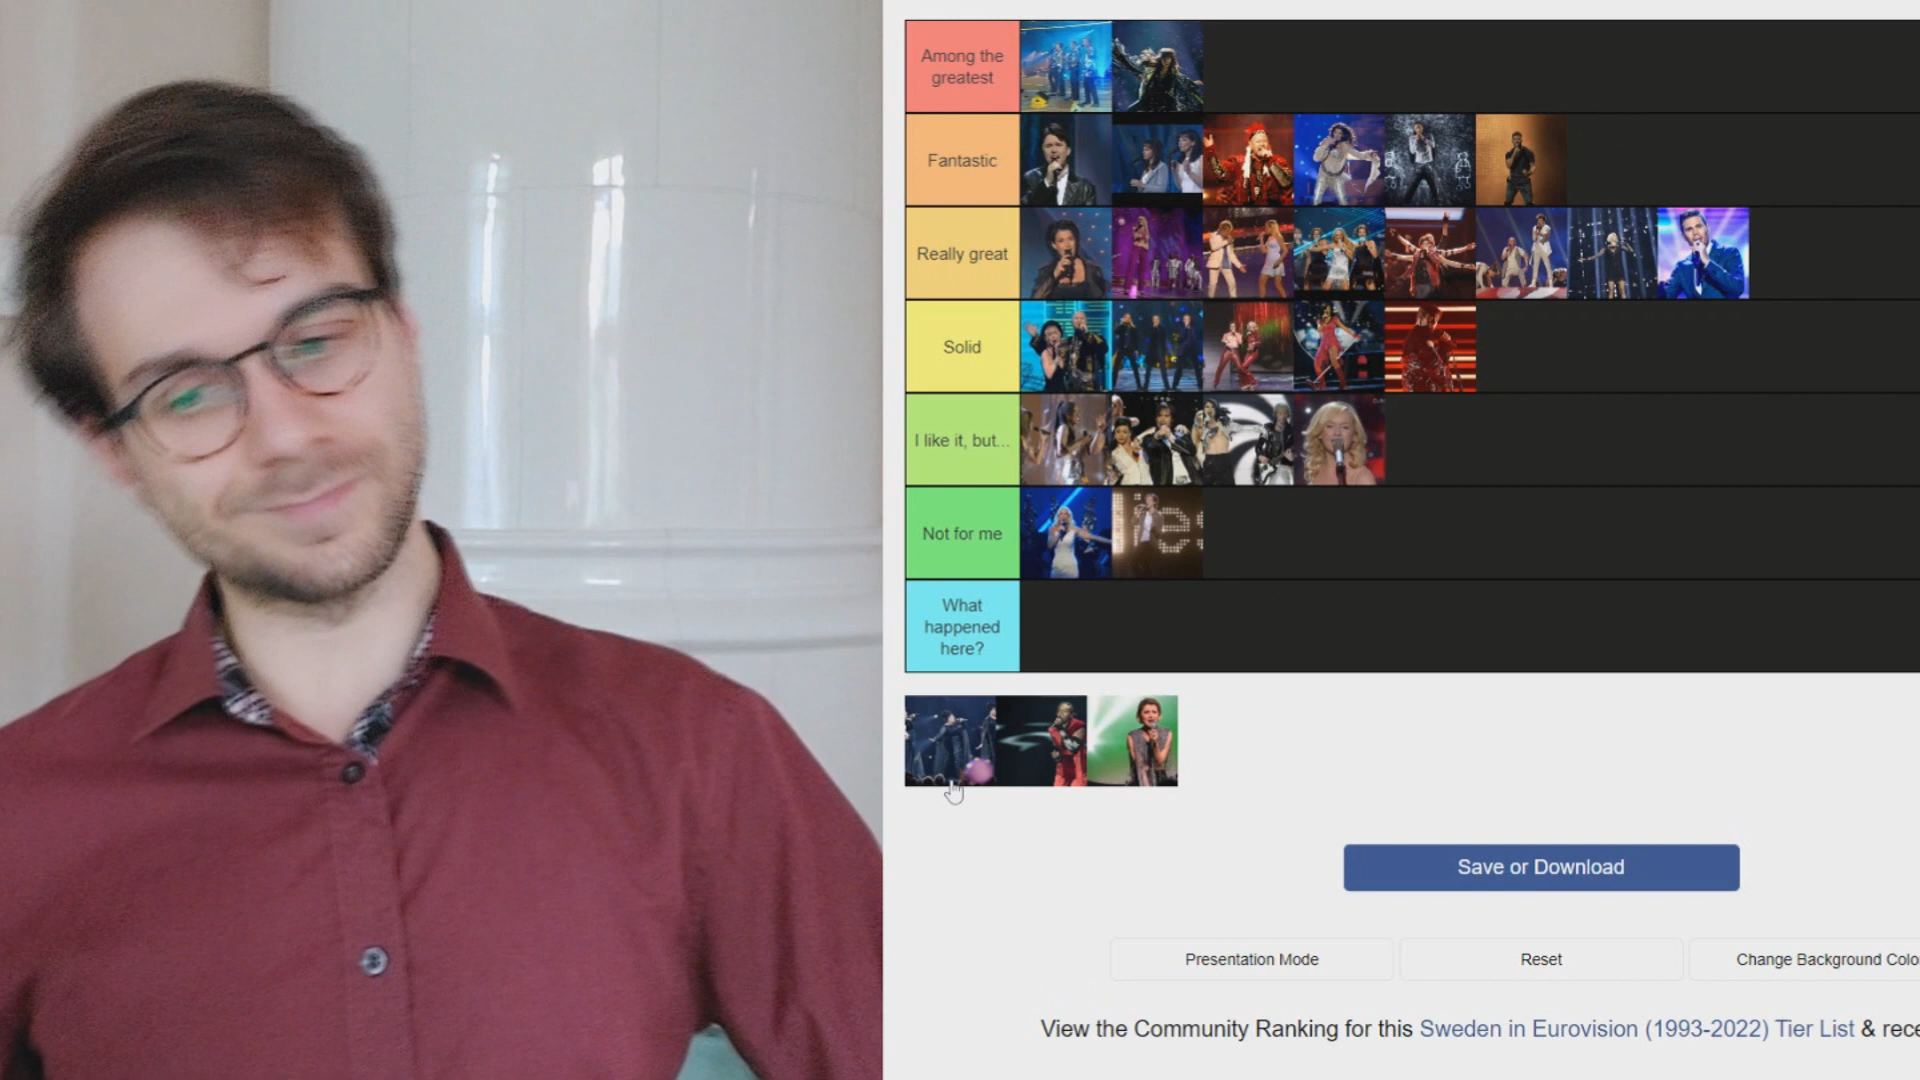 Among the
greatest
Fantastic
Really great
Solid
I like it, but...
Not for me
What
happened
here?
Save or Download
Presentation Mode
Reset
Change Background Colo
View the Community Ranking for this Sweden in Eurovision (1993-2022) Tier List & rece